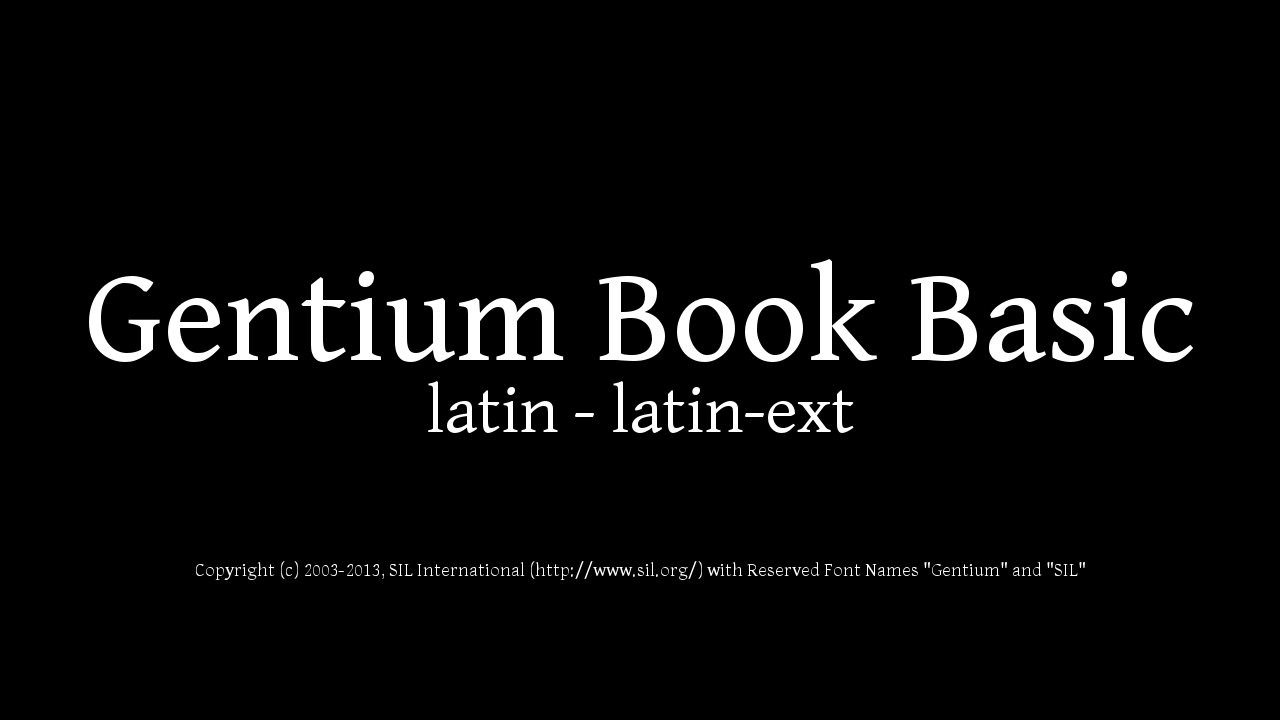 Gentium Book Basic
latin - latin-ext
Copyright (c) 2003-2013, SIL International (http://www.sil.org/) with Reserved Font Names "Gentium" and "SIL"